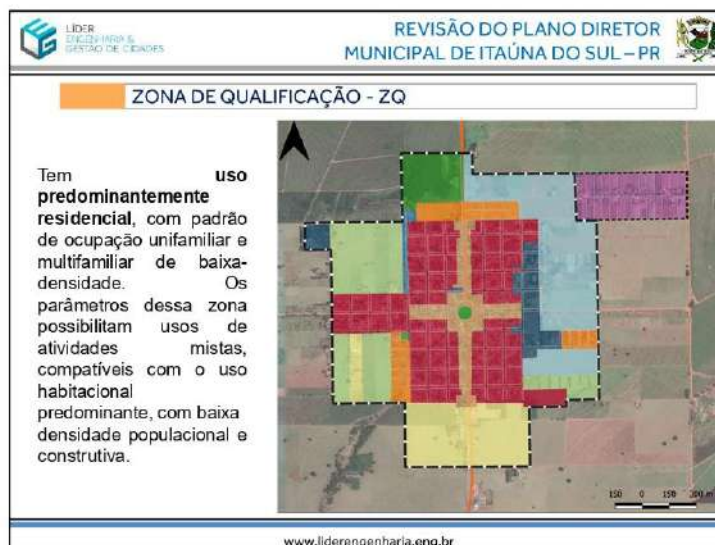 LÍDER
ENGENHARIA &
GESTÃO DE CIDADES
REVISÃO DO PLANO DIRETOR
MUNICIPAL DE ITAÚNA DO SUL – PR
ZONA DE QUALIFICAÇÃO - ZQ
Tem uso
predominantemente
residencial, com padrão
de ocupação unifamiliar e
multifamiliar de baixa-
densidade. Os
parâmetros dessa zona
possibilitam usos de
atividades mistas,
compatíveis com o uso
habitacional
predominante, com baixa
densidade populacional e
construtiva.
150 0 150 300 m
www.liderengenharia.eng.br